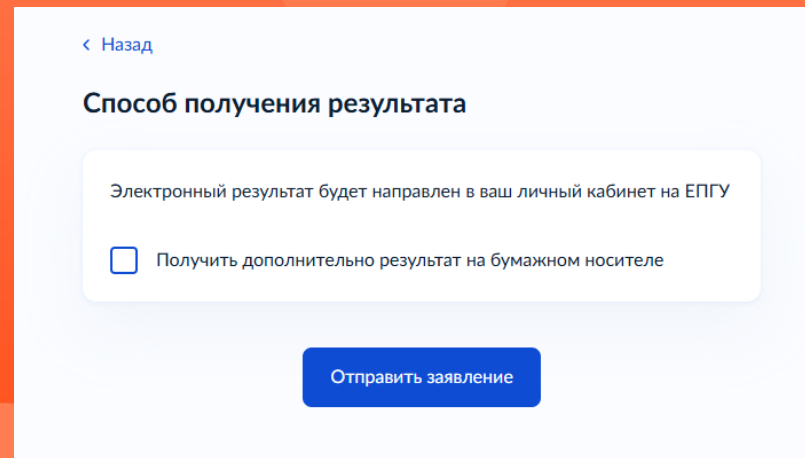 Назад
Способ получения результата
Электронный результат будет направлен в ваш личный кабинет на ЕПГУ
Получить дополнительно результат на бумажном носителе
Отправить заявление